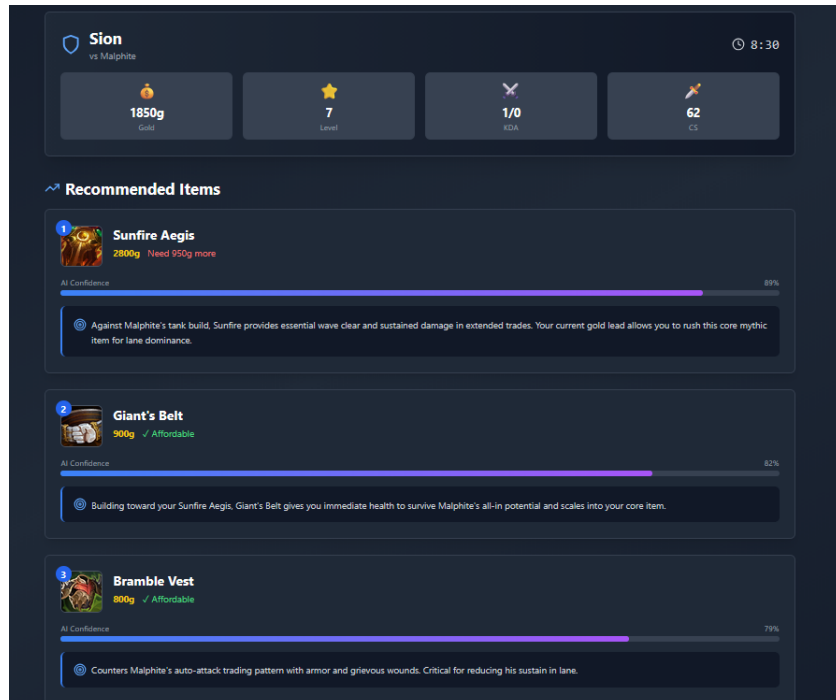 Sion
vs Malphite
8:30
1850g
Gold
7
Level
1/0
KDA
62
CS
Recommended Items
1
Sunfire Aegis
2800g Need 950g more
AI Confidence
89%
Against Malphite's tank build, Sunfire provides essential wave clear and sustained damage in extended trades. Your current gold lead allows you to rush this core mythic
item for lane dominance.
2
Giant's Belt
900g ✓ Affordable
AI Confidence
82%
Building toward your Sunfire Aegis, Giant's Belt gives you immediate health to survive Malphite's all-in potential and scales into your core item.
3
Bramble Vest
800g ✓ Affordable
AI Confidence
79%
Counters Malphite's auto-attack trading pattern with armor and grievous wounds. Critical for reducing his sustain in lane.